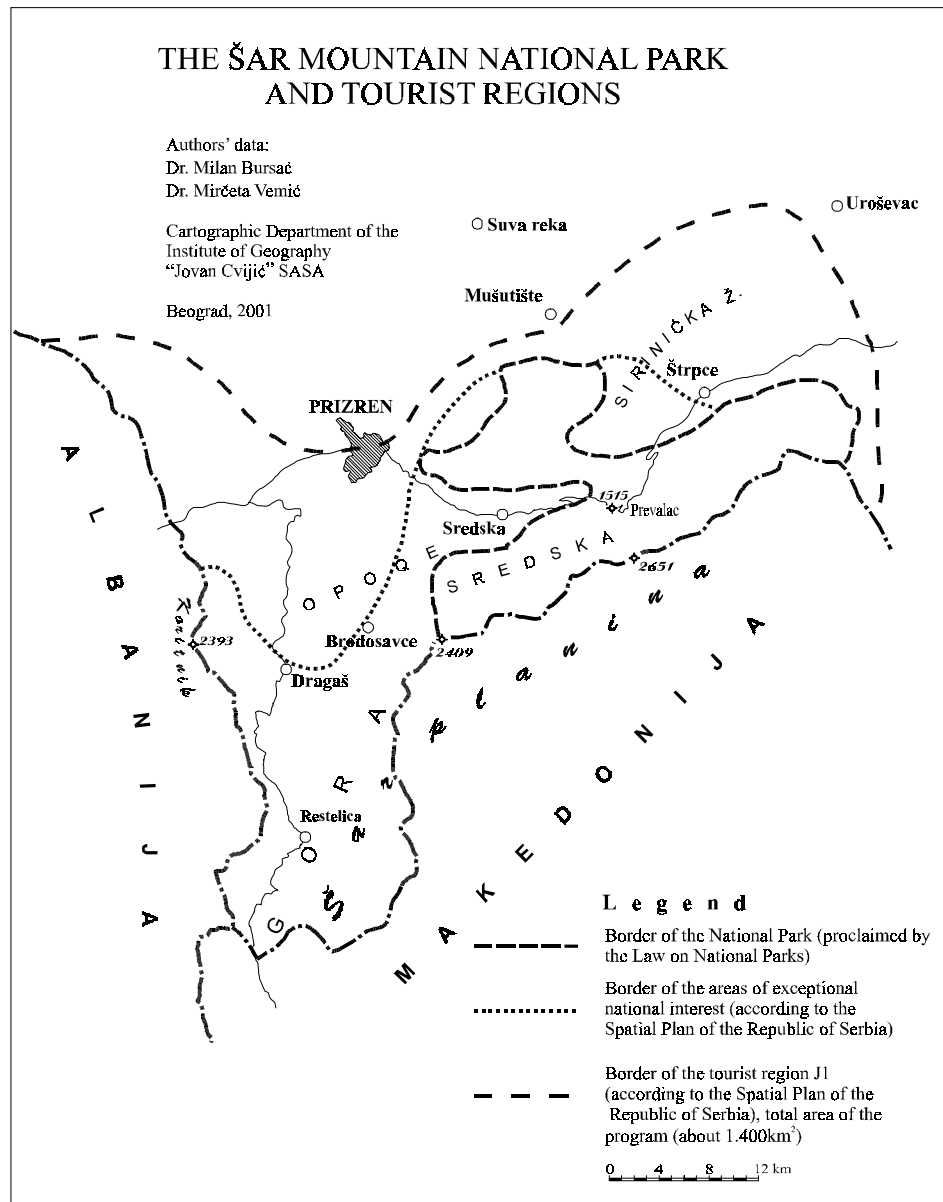 THE ŠAR MOUNTAIN NATIONAL PARK
AND TOURIST REGIONS
Authors' data:
Dr. Milan Bursać
Dr. Mirčeta Vemić
Cartographic Department of the
Institute of Geography
“Jovan Cvijić” SASA
Beograd, 2001
Uroševac
Suva reka
Mušutište
SIRINIĆKA Ž.
Štrpce
PRIZREN
ALBANIJA
1515
Prevalac
Sredska
SREDSKA
OPOQE
2651
Brodosavce
2409
Koritnik
2393
Dragaš
Šar planina
GORA
Restelica
MAKEDONIJA
Legend
Border of the National Park (proclaimed by
the Law on National Parks)
Border of the areas of exceptional
national interest (according to the
Spatial Plan of the Republic of Serbia)
Border of the tourist region J1
(according to the Spatial Plan of the
Republic of Serbia), total area of the
program (about 1.400km²)
0 4 8 12 km